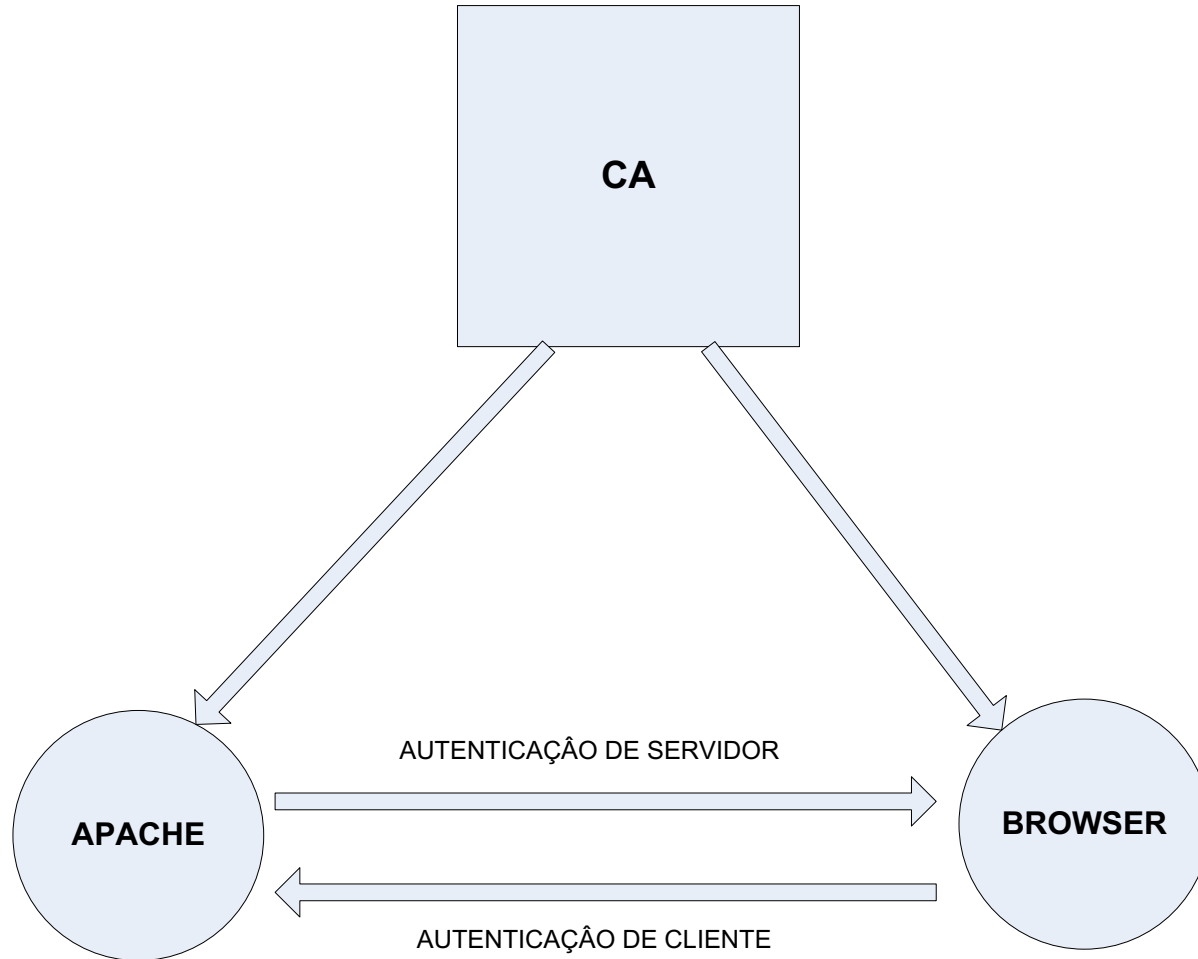 CA
AUTENTICAÇÂO DE SERVIDOR
APACHE
BROWSER
AUTENTICAÇÂO DE CLIENTE